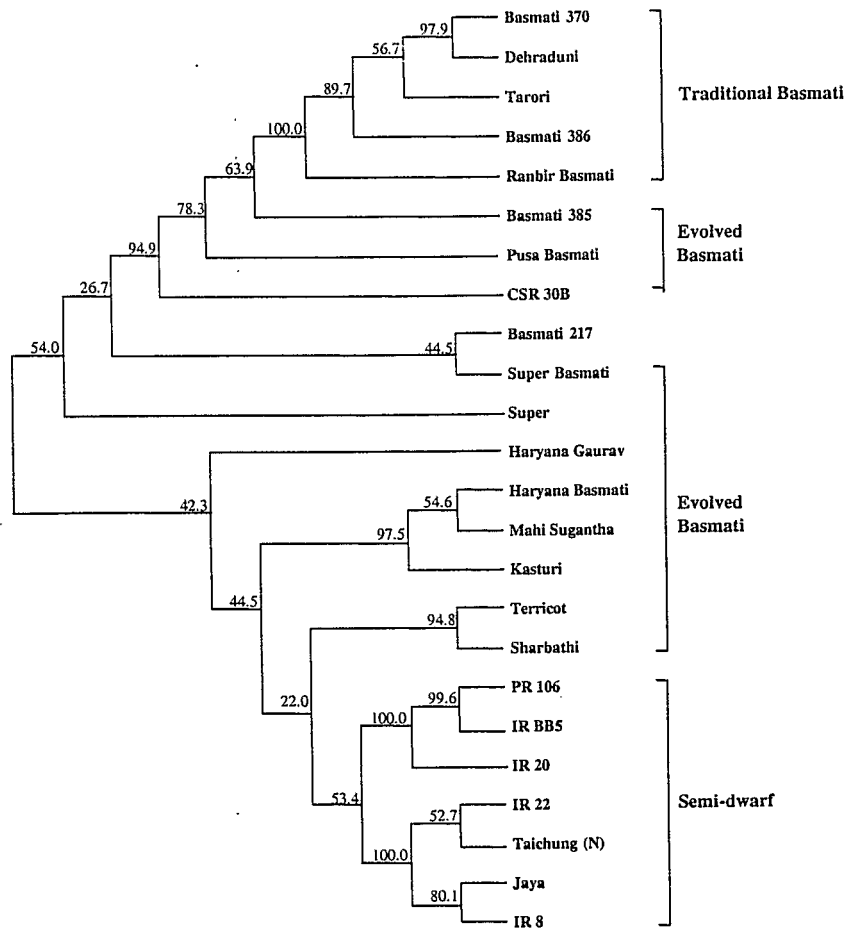 Basmati 370
97.9
Dehraduni
56.7
Tarori
Traditional Basmati
89.7
Basmati 386
100.0
Ranbir Basmati
63.9
Basmati 385
78.3
Evolved
Basmati
Pusa Basmati
94.9
CSR 30B
26.7
Basmati 217
44.5
54.0
Super Basmati
Super
Haryana Gaurav
42.3
Haryana Basmati
54.6
Evolved
Basmati
Mahi Sugantha
97.5
Kasturi
44.5
Terricot
94.8
Sharbathi
22.0
PR 106
99.6
IR BB5
100.0
IR 20
53.4
Semi-dwarf
IR 22
52.7
Taichung (N)
100.0
Jaya
80.1
IR 8